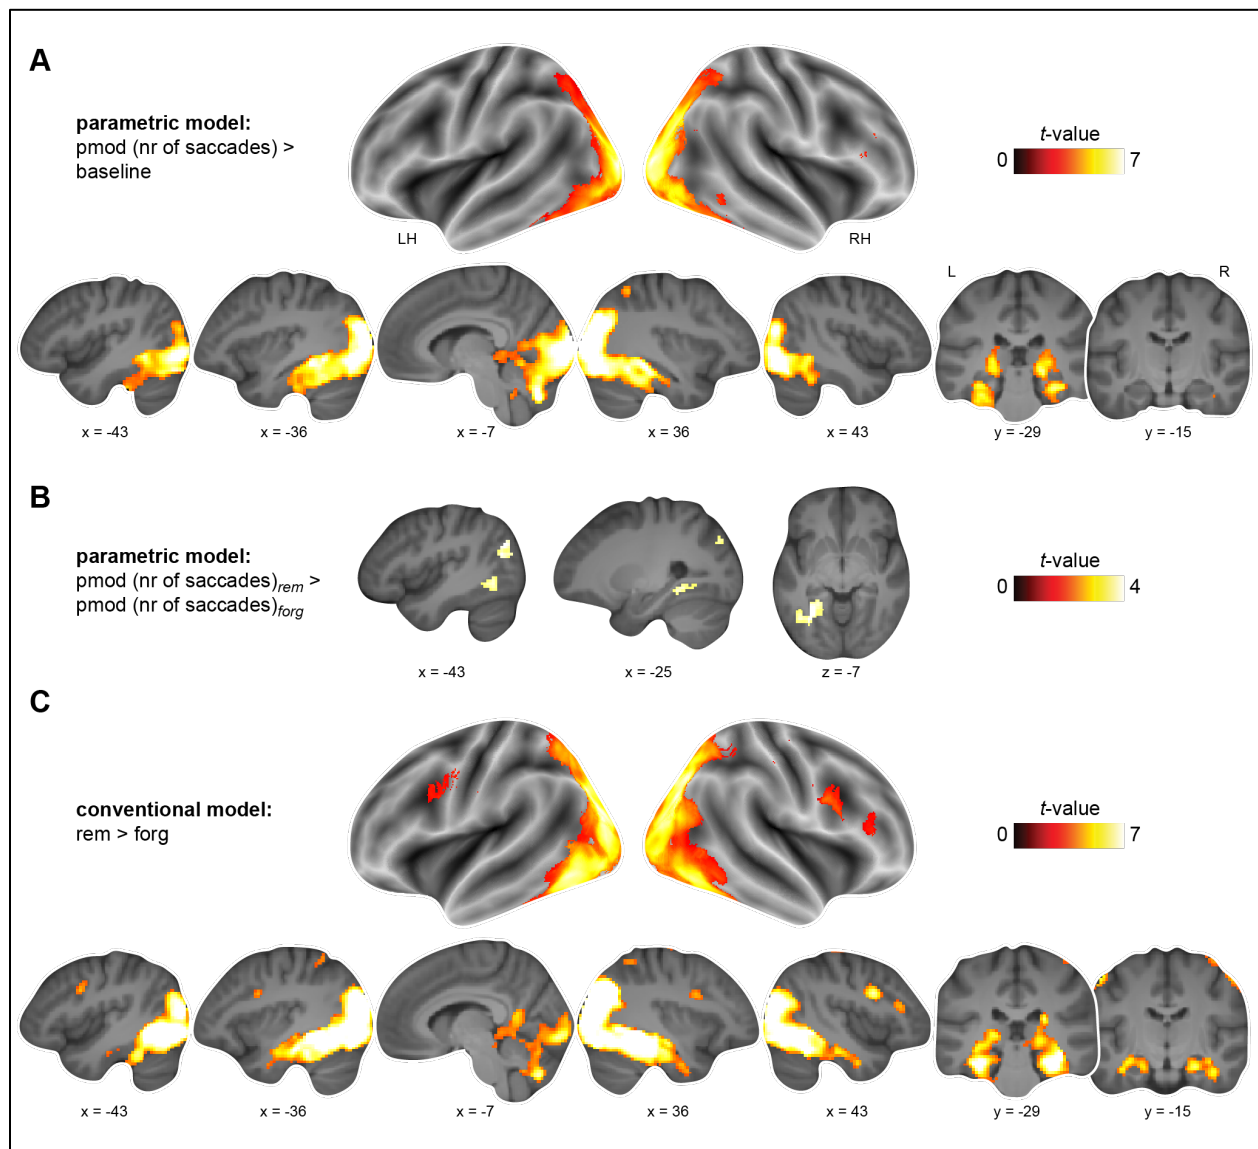 A
parametric model:
pmod (nr of saccades) >
baseline
LH
RH
t-value
0
7
L
R
x = -43
x = -36
x = -7
x = 36
x = 43
y = -29
y = -15
B
parametric model:
pmod (nr of saccades)rem >
pmod (nr of saccades)forg
t-value
0
4
x = -43
x = -25
z = -7
C
conventional model:
rem > forg
t-value
0
7
x = -43
x = -36
x = -7
x = 36
x = 43
y = -29
y = -15